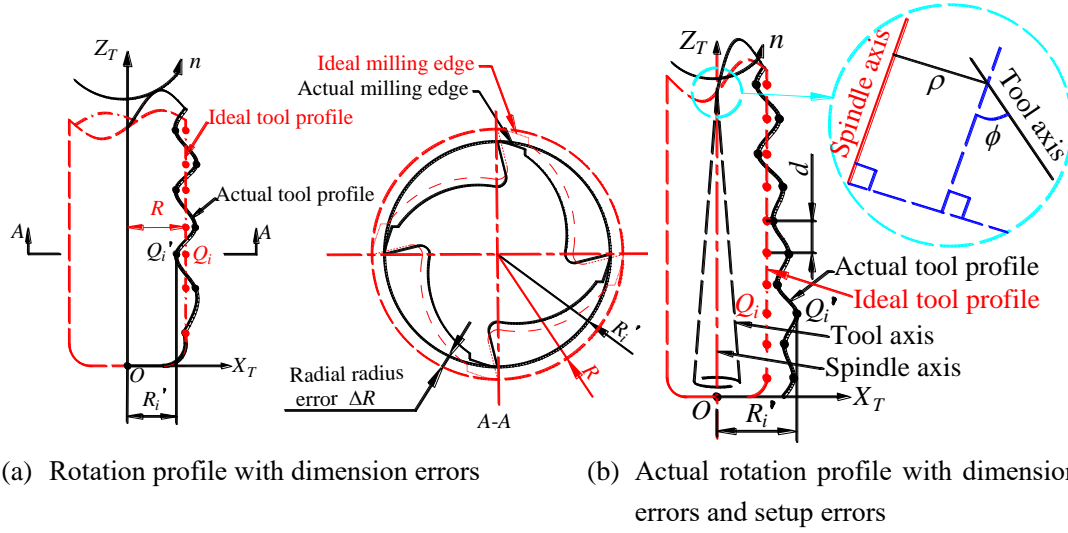 Z_T
n
Ideal tool profile
Actual tool profile
R
A
A
Q_i'
Q_i
O
X_T
R_i'
Ideal milling edge
Actual milling edge
R_i'
R
Radial radius
error ΔR
A-A
Z_T
n
Spindle axis
ρ
Tool axis
ϕ
d
Actual tool profile
Ideal tool profile
Q_i
Q_i'
Tool axis
Spindle axis
O
X_T
R_i'
(a) Rotation profile with dimension errors
(b) Actual rotation profile with dimension
errors and setup errors